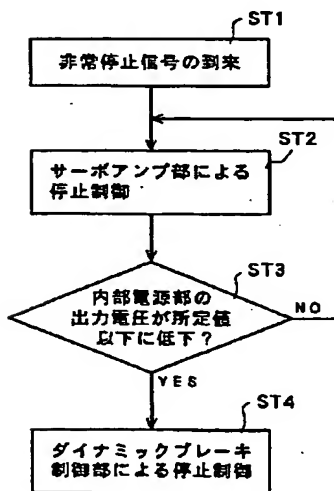 ST1
非常停止信号の到来
ST2
サーボアンプ部による
停止制御
ST3
内部電源部の
出力電圧が所定値
以下に低下？
NO
YES
ST4
ダイナミックブレーキ
制御部による停止制御